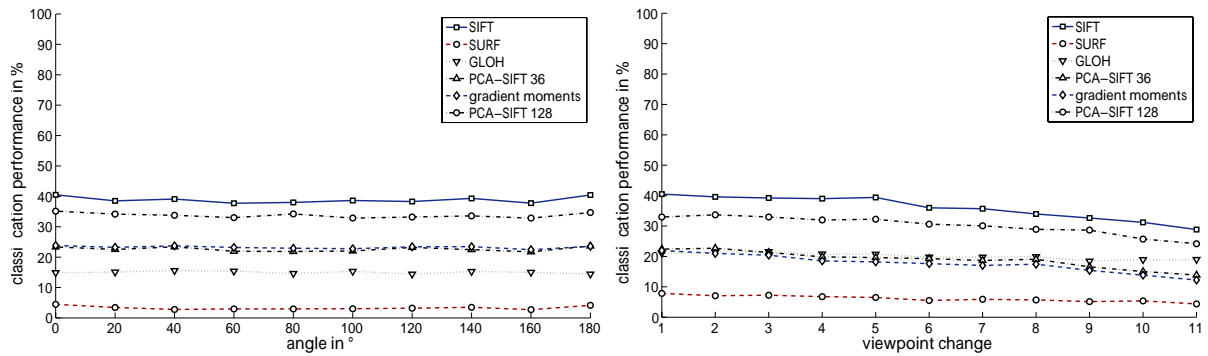 100
90
80
70
60
50
40
30
20
10
0
classi cation performance in %
SIFT
SURF
GLOH
PCA–SIFT 36
gradient moments
PCA–SIFT 128
0 20 40 60 80 100 120 140 160 180
angle in °
100
90
80
70
60
50
40
30
20
10
0
classi cation performance in %
SIFT
SURF
GLOH
PCA–SIFT 36
gradient moments
PCA–SIFT 128
1 2 3 4 5 6 7 8 9 10 11
viewpoint change